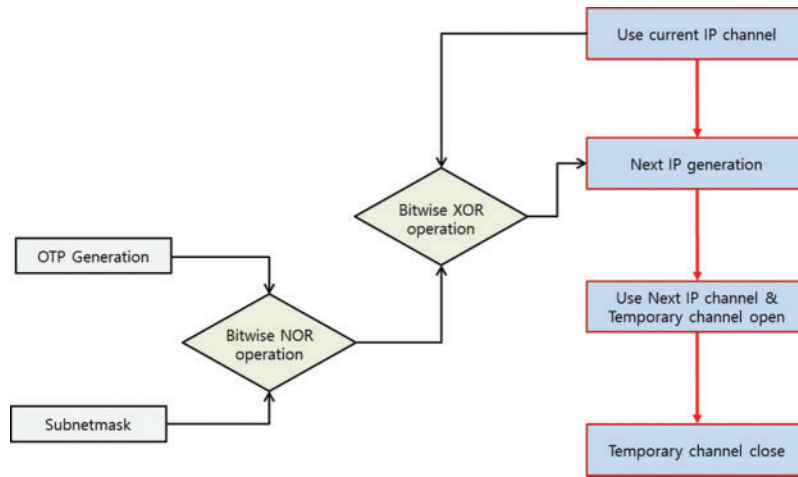 Use current IP channel
Next IP generation
Bitwise XOR
operation
OTP Generation
Use Next IP channel &
Temporary channel open
Bitwise NOR
operation
Subnetmask
Temporary channel close